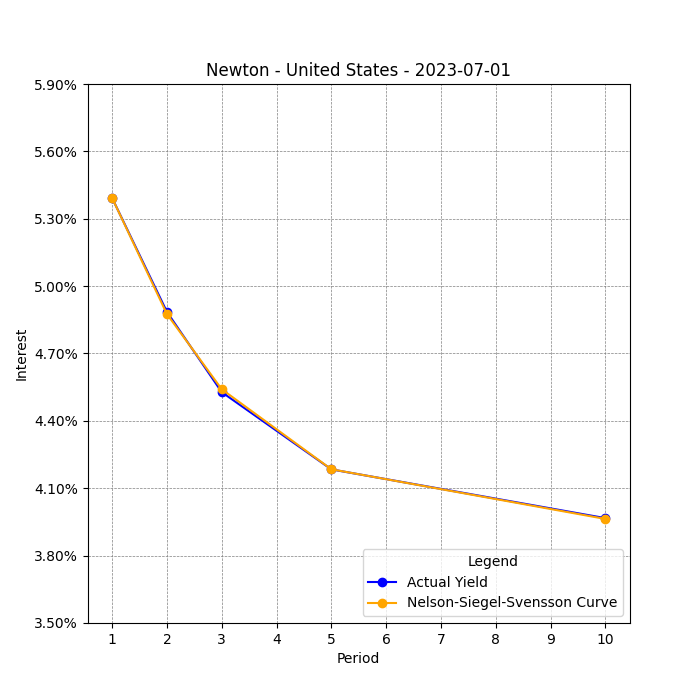 Newton - United States - 2023-07-01
5.90%
5.60%
5.30%
5.00%
4.70%
4.40%
4.10%
3.80%
3.50%
Interest
Legend
Actual Yield
Nelson-Siegel-Svensson Curve
1 2 3 4 5 6 7 8 9 10
Period